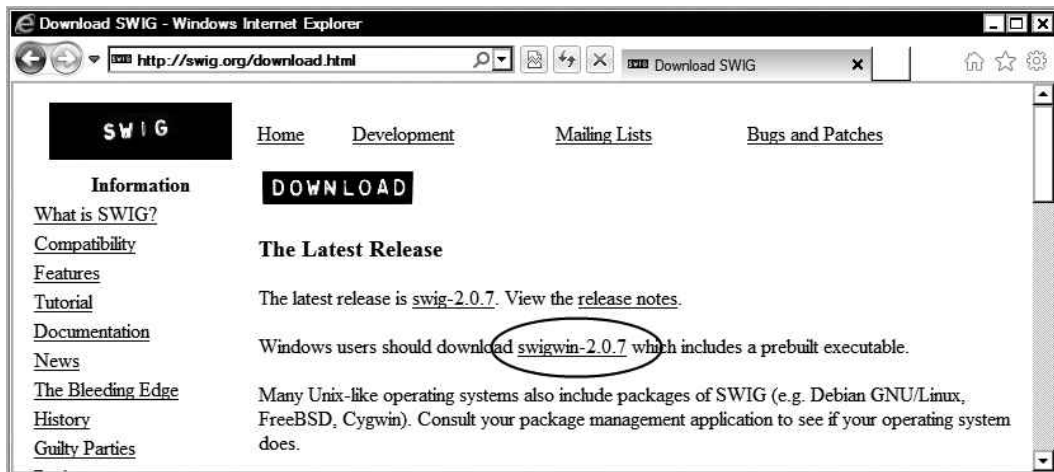 Download SWIG - Windows Internet Explorer
http://swig.org/download.html
Download SWIG
SWIG
Home Development Mailing Lists Bugs and Patches
Information
What is SWIG?
Compatibility
Features
Tutorial
Documentation
News
The Bleeding Edge
History
Guilty Parties
DOWNLOAD
The Latest Release
The latest release is swig-2.0.7. View the release notes.
Windows users should download swigwin-2.0.7 which includes a prebuilt executable.
Many Unix-like operating systems also include packages of SWIG (e.g. Debian GNU/Linux,
FreeBSD, Cygwin). Consult your package management application to see if your operating system
does.